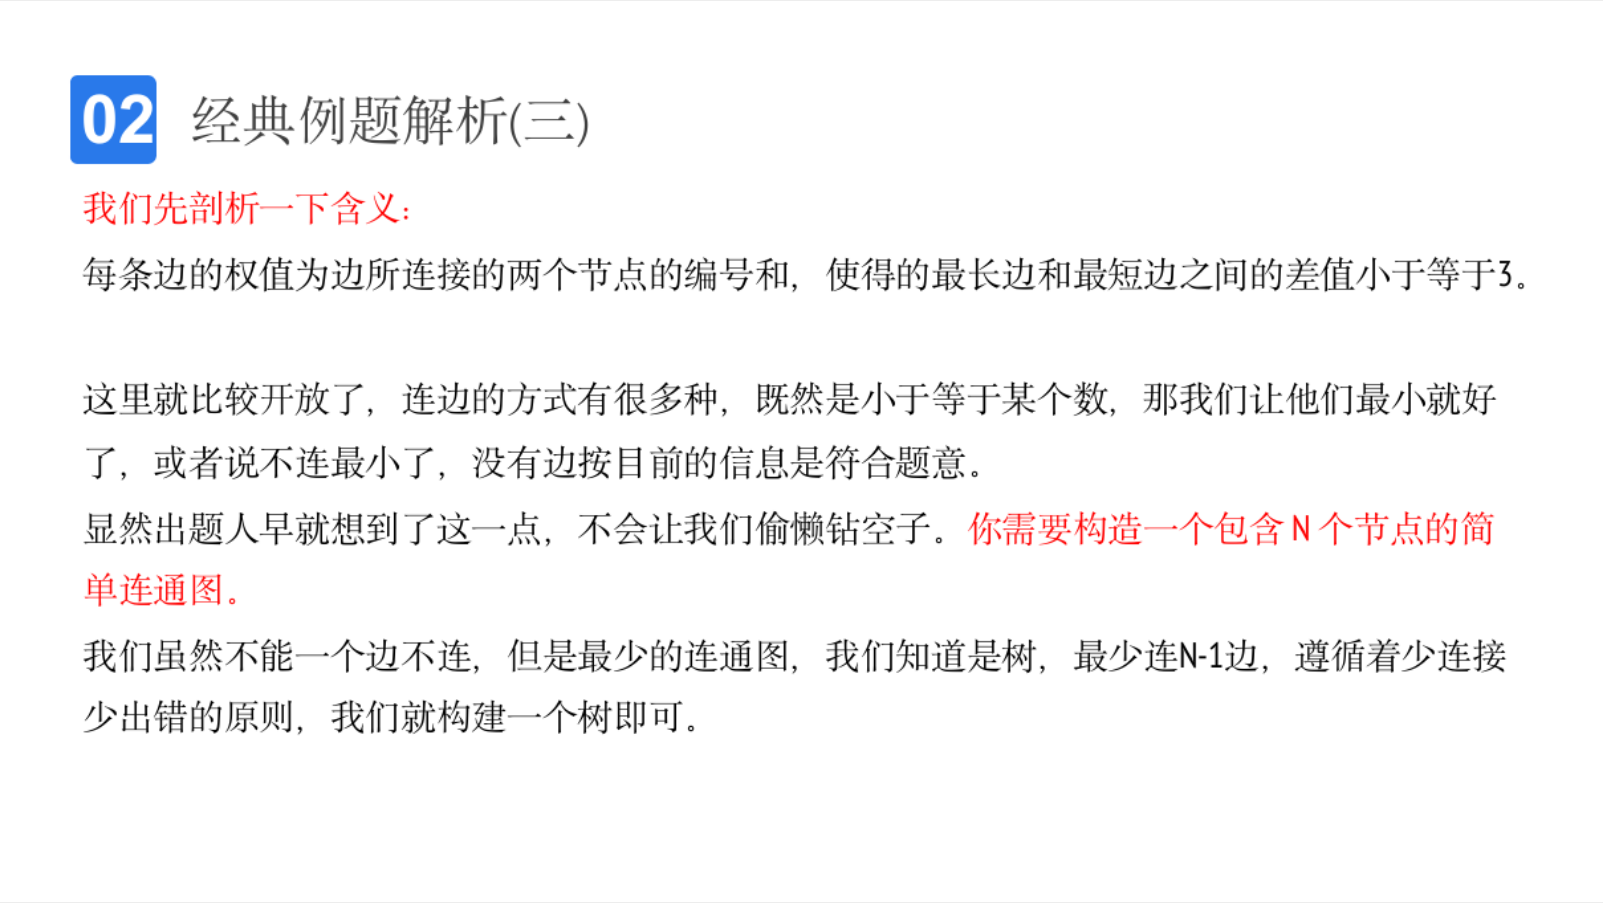 02 经典例题解析(三)
我们先剖析一下含义:
每条边的权值为边所连接的两个节点的编号和，使得的最长边和最短边之间的差值小于等于3。
这里就比较开放了，连边的方式有很多种，既然是小于等于某个数，那我们让他们最小就好
了，或者说不连最小了，没有边按目前的信息是符合题意。
显然出题人早就想到了这一点，不会让我们偷懒钻空子。你需要构造一个包含 N 个节点的简
单连通图。
我们虽然不能一个边不连，但是最少的连通图，我们知道是树，最少连N-1边，遵循着少连接
少出错的原则，我们就构建一个树即可。